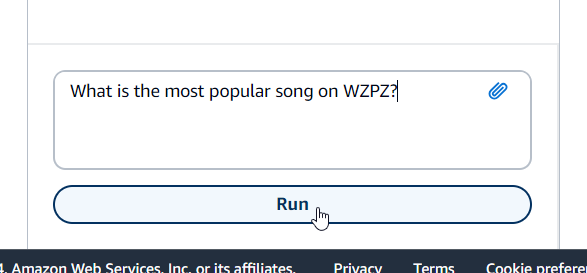 What is the most popular song on WZPZ?
Run
4, Amazon Web Services, Inc. or its affiliates. Privacy Terms Cookie prefere